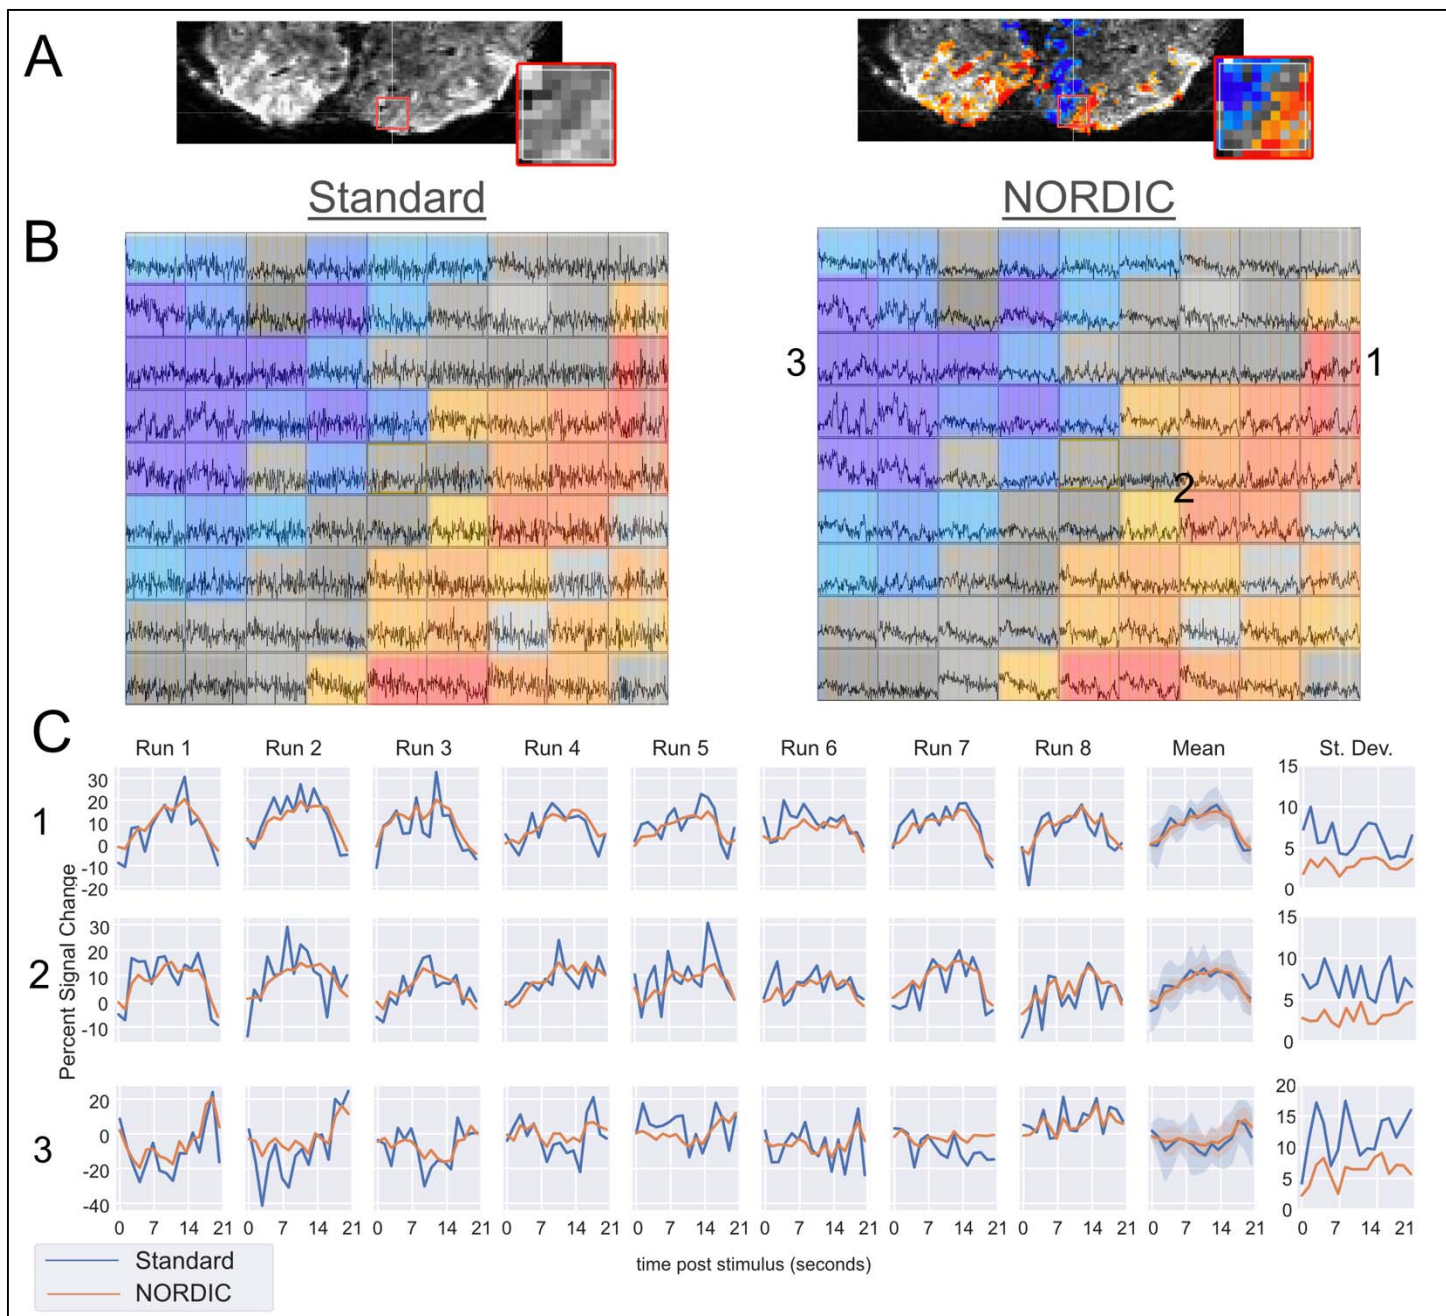 A
Standard
NORDIC
B
3
1
2
C
Run 1
Run 2
Run 3
Run 4
Run 5
Run 6
Run 7
Run 8
Mean
St. Dev.
1
30
20
10
0
-10
-20
15
10
5
0
Percent Signal Change
2
30
20
10
0
-10
15
10
5
0
3
20
0
-20
-40
20
15
10
5
0
0 7 14 21
0 7 14 21
0 7 14 21
0 7 14 21
0 7 14 21
0 7 14 21
0 7 14 21
0 7 14 21
0 7 14 21
0 7 14 21
time post stimulus (seconds)
Standard
NORDIC